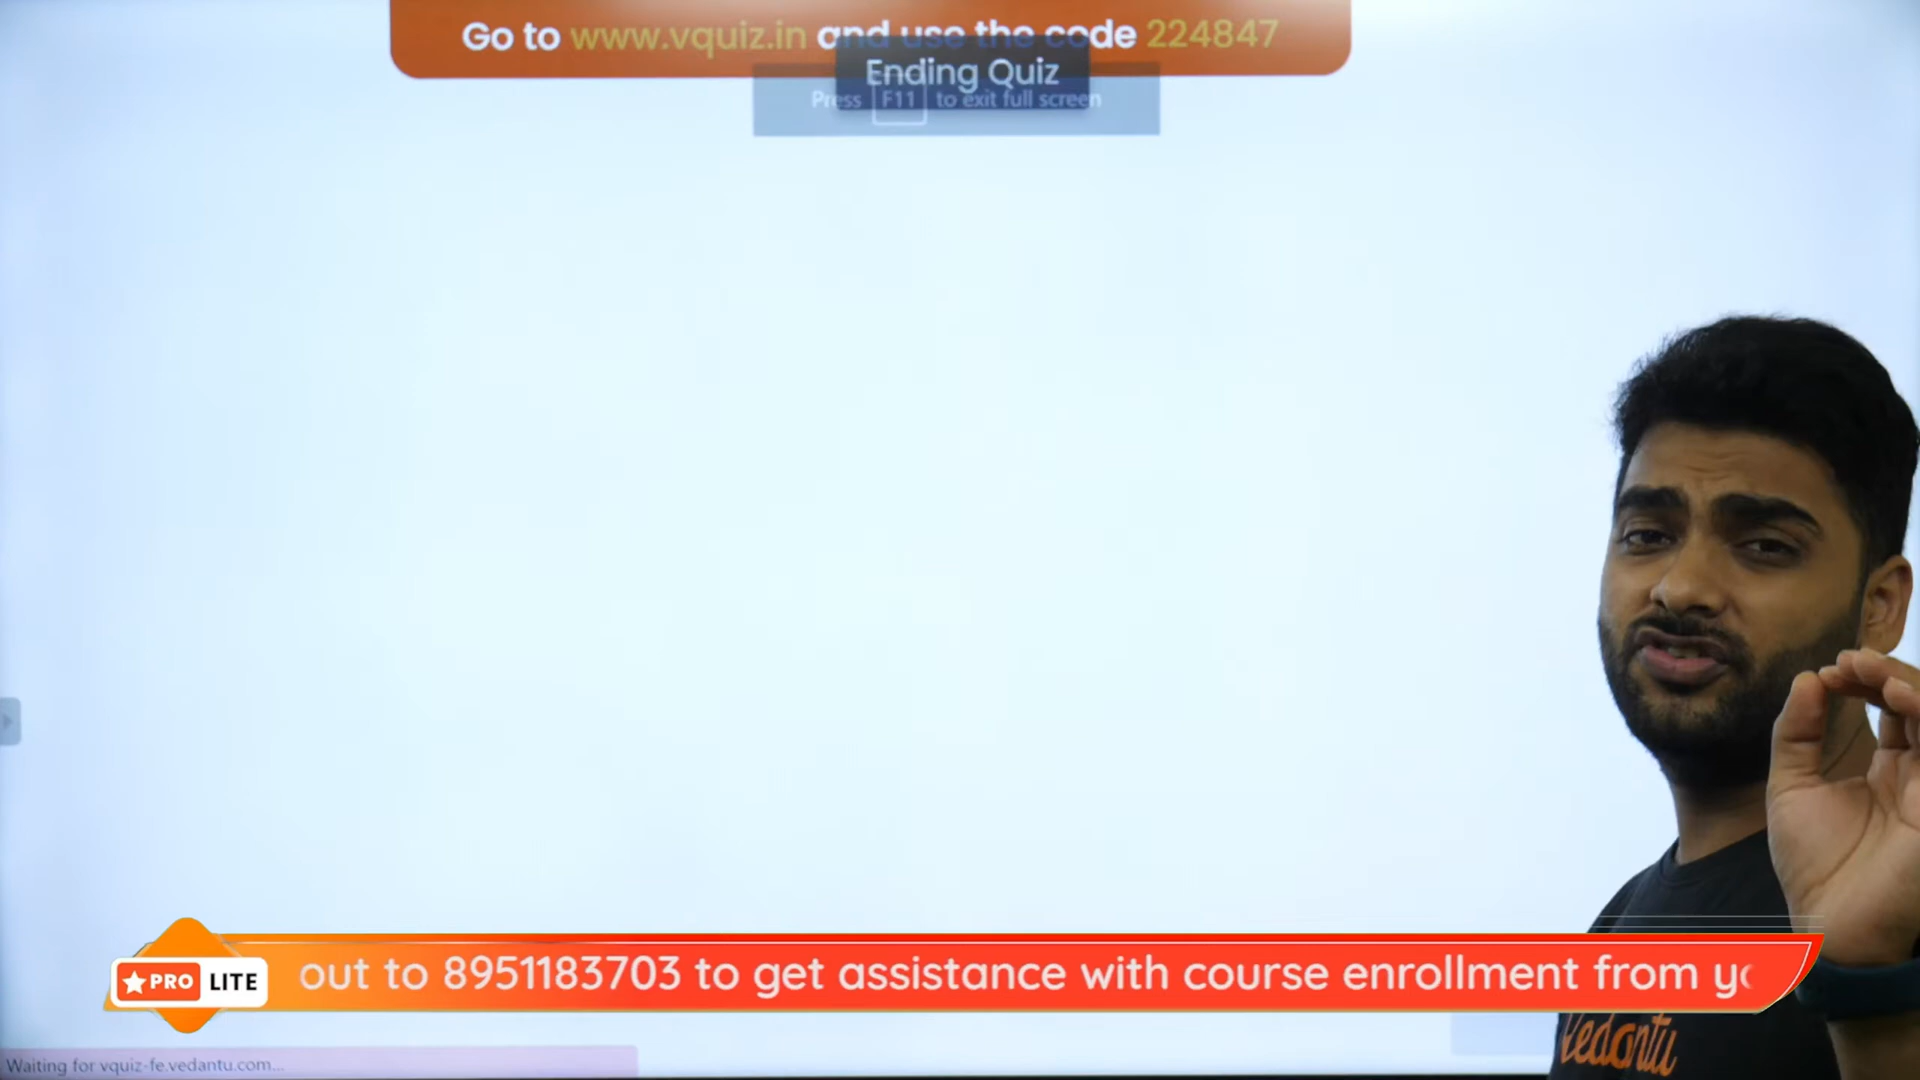 Go to www.vquiz.in and use the code 224847
Ending Quiz
Press F11 to exit full screen
PRO LITE
out to 8951183703 to get assistance with course enrollment from
Vedantu
Waiting for vquiz-fe.vedantu.com...